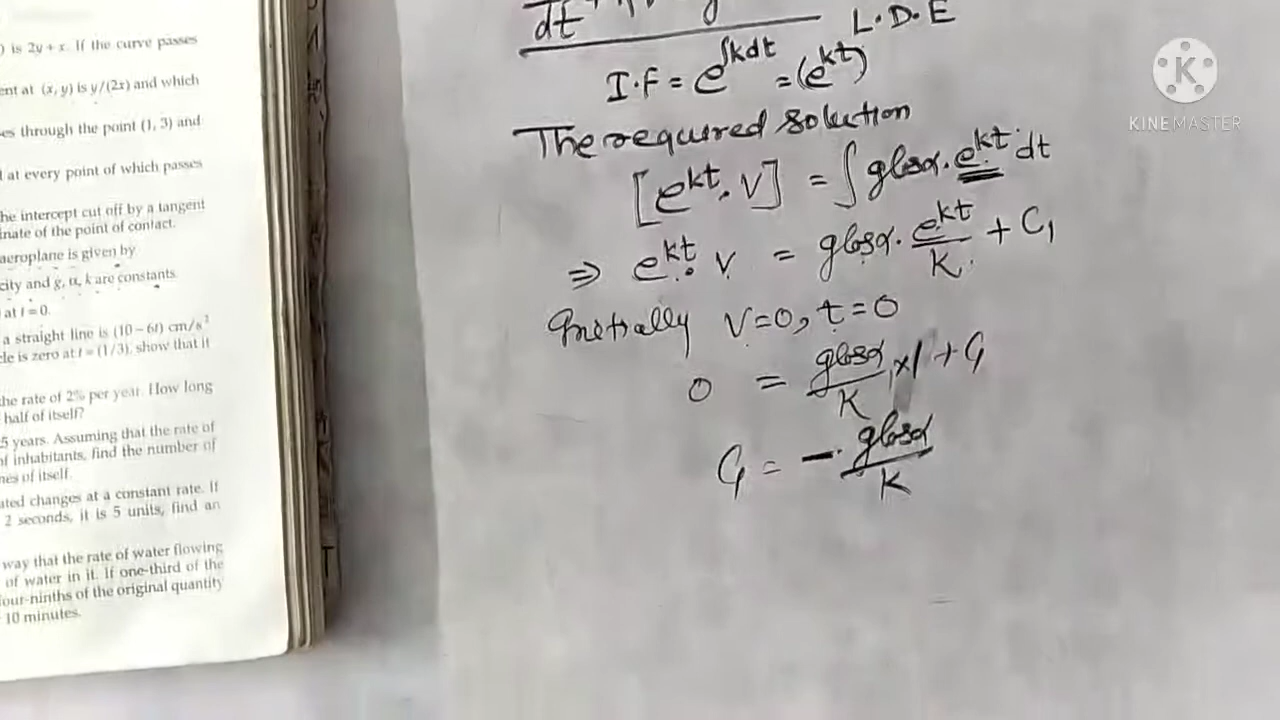 ) is 2y + x. If the curve passes
ent at (x, y) is y/(2x) and which
es through the point (1, 3) and
l at every point of which passes
he intercept cut off by a tangent
inate of the point of contact.
aeroplane is given by
city and g, α, k are constants.
at t = 0.
a straight line is (10 – 6t) cm/s²
le is zero at t = (1/3), show that it
the rate of 2% per year. How long
half of itself?
5 years. Assuming that the rate of
of inhabitants, find the number of
nes of itself.
ated changes at a constant rate. If
2 seconds, it is 5 units, find an
way that the rate of water flowing
of water in it. If one-third of the
four-ninths of the original quantity
10 minutes.
dt
L.D.E
I.F = e^∫kdt = (e^kt)
The required solution
[e^kt. V] = ∫ gcosα. e^kt dt
⇒ e^kt. V = gcosα. e^kt/K + C₁
Initially V=0, t=0
0 = gcosα/K x1 + C₁
C₁ = - gcosα/K
K
KINEMASTER